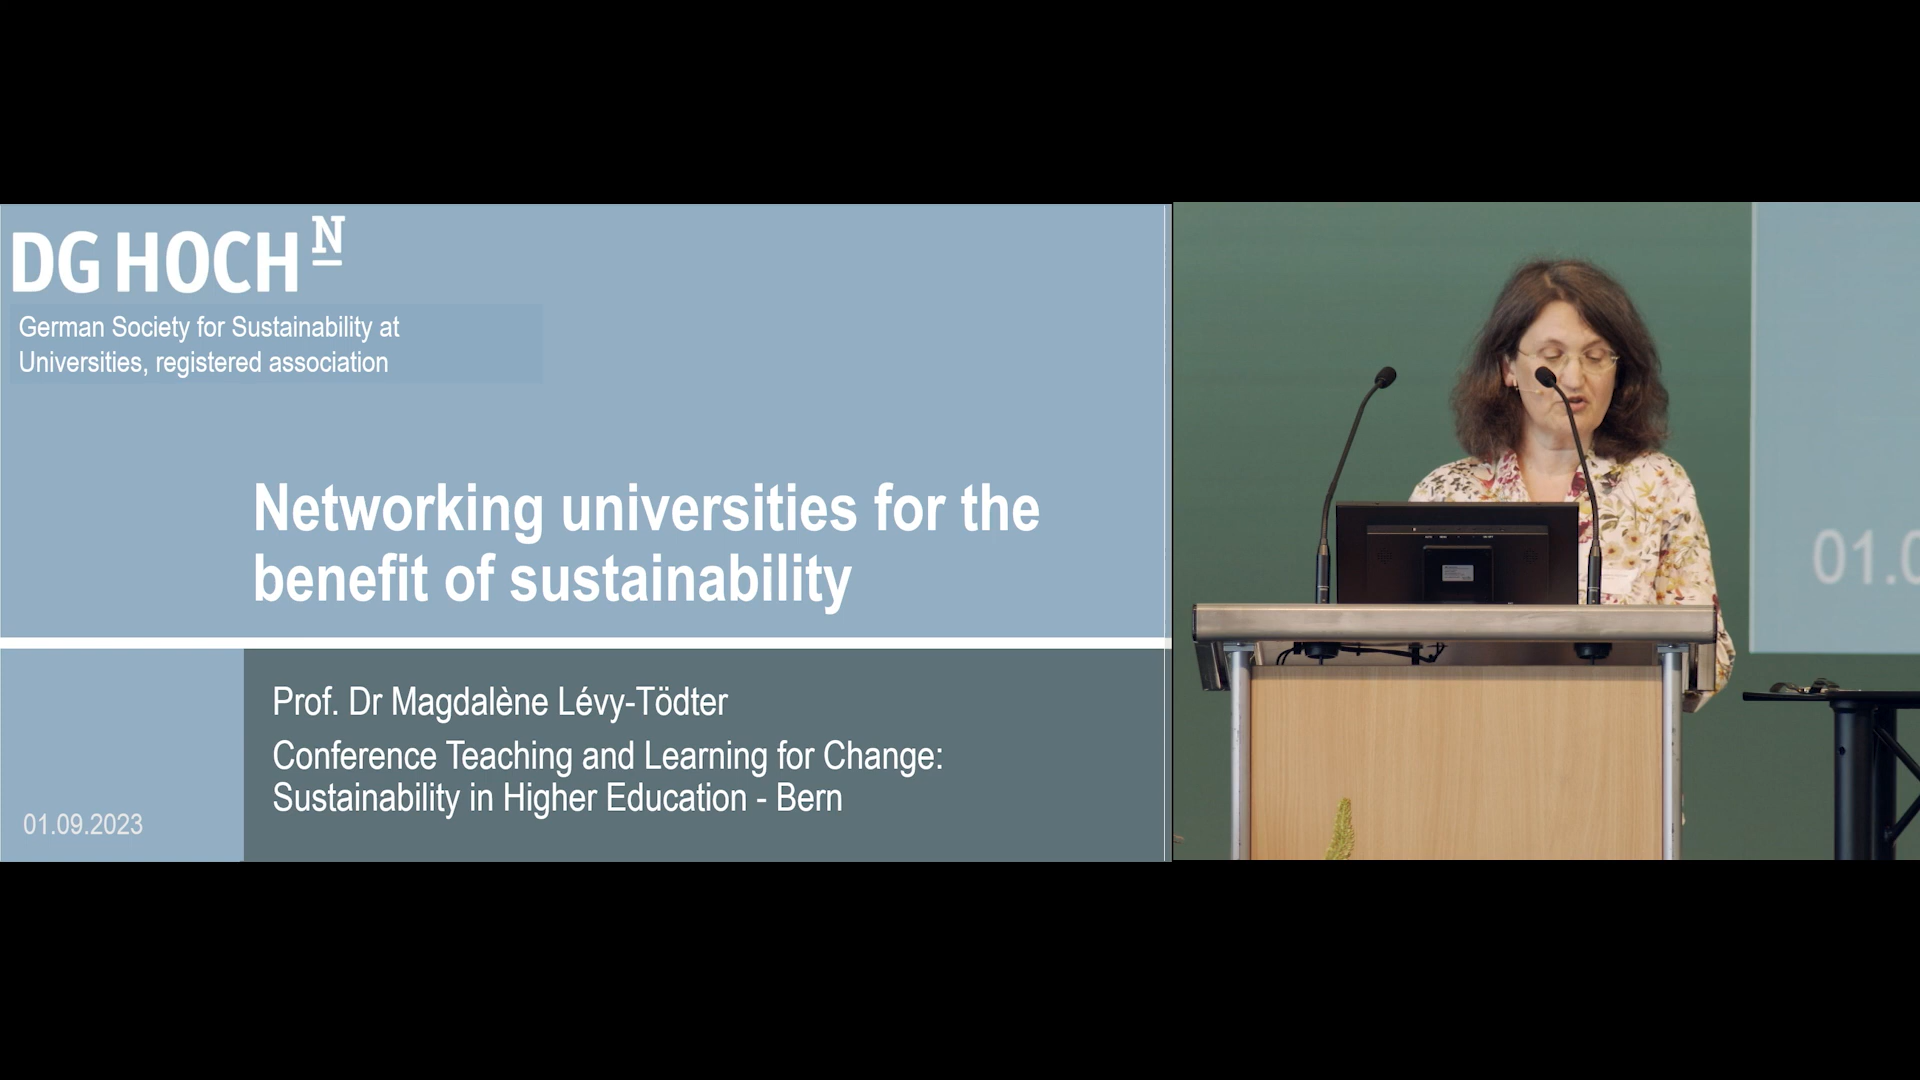 DG HOCH N
German Society for Sustainability at
Universities, registered association
Networking universities for the
benefit of sustainability
Prof. Dr Magdalène Lévy-Tödter
Conference Teaching and Learning for Change:
Sustainability in Higher Education - Bern
01.09.2023
01.0